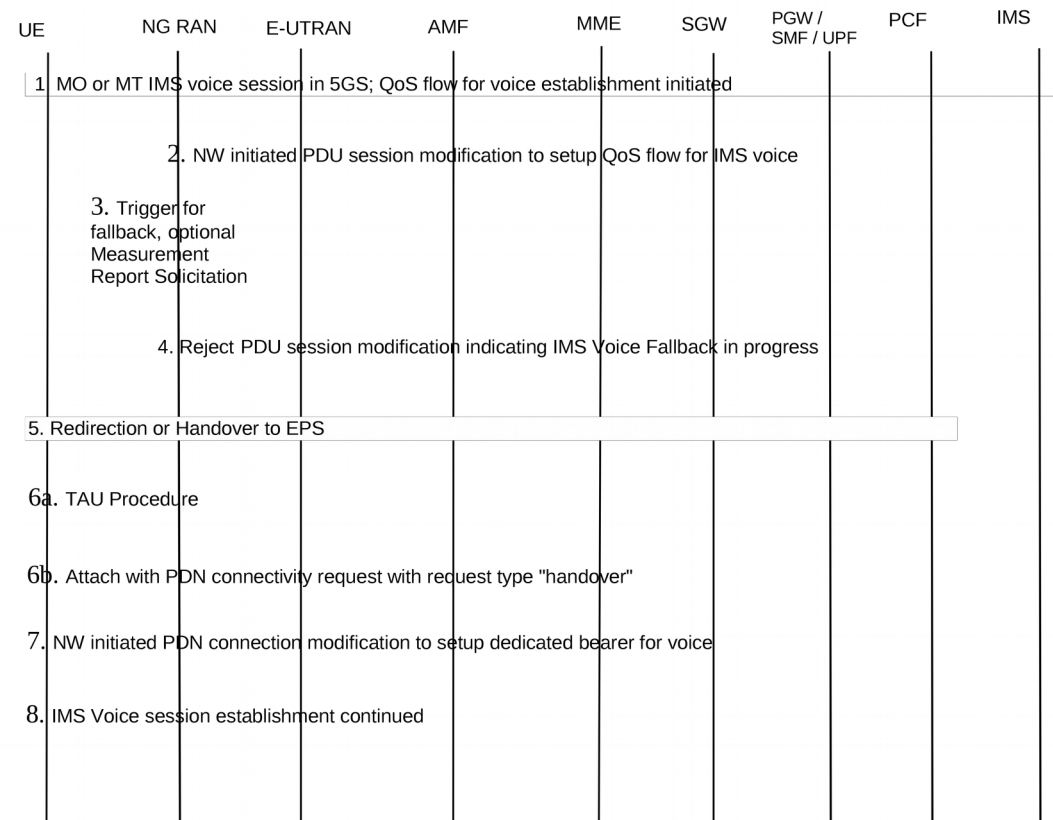 UE
NG RAN
E-UTRAN
AMF
MME
SGW
PGW /
SMF / UPF
PCF
IMS
1 MO or MT IMS voice session in 5GS; QoS flow for voice establishment initiated
2. NW initiated PDU session modification to setup QoS flow for IMS voice
3. Trigger for
fallback, optional
Measurement
Report Solicitation
4. Reject PDU session modification indicating IMS Voice Fallback in progress
5. Redirection or Handover to EPS
6a. TAU Procedure
6b. Attach with PDN connectivity request with request type "handover"
7. NW initiated PDN connection modification to setup dedicated bearer for voice
8. IMS Voice session establishment continued